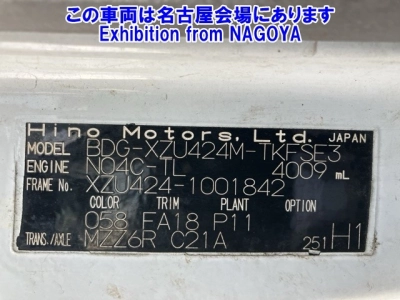 この車両は名古屋会場にあります
Exhibition from NAGOYA
Hino Motors, Ltd. JAPAN
MODEL BDG-XZU424M-TKFSE3
ENGINE N04C-TL 4009 mL
FRAME No. XZU424-1001842
COLOR TRIM PLANT OPTION
058 FA18 P11
TRANS./AXLE MZZ6R C21A 251 H1